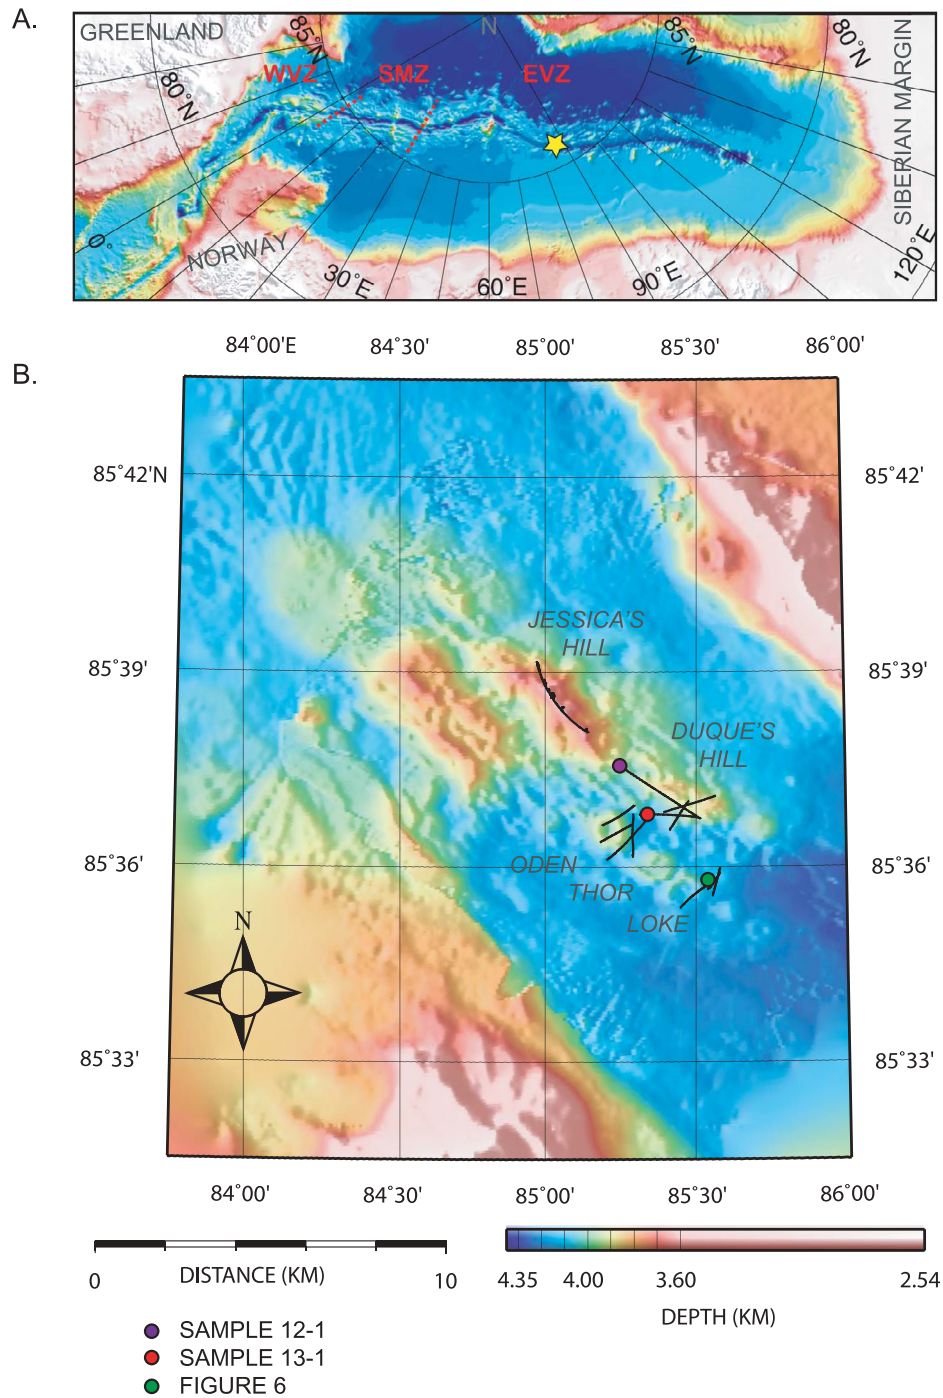 A.
GREENLAND
N
85°N
85°N
80°N
80°N
WVZ
SMZ
EVZ
SIBERIAN MARGIN
0°
NORWAY
30°E
60°E
90°E
120°E
B.
84°00'E
84°30'
85°00'
85°30'
86°00'
85°42'N
85°42'
JESSICA'S
HILL
85°39'
85°39'
DUQUE'S
HILL
85°36'
85°36'
ODEN
THOR
LOKE
N
85°33'
85°33'
84°00'
84°30'
85°00'
85°30'
86°00'
0
DISTANCE (KM)
10
4.35
4.00
3.60
2.54
DEPTH (KM)
SAMPLE 12-1
SAMPLE 13-1
FIGURE 6